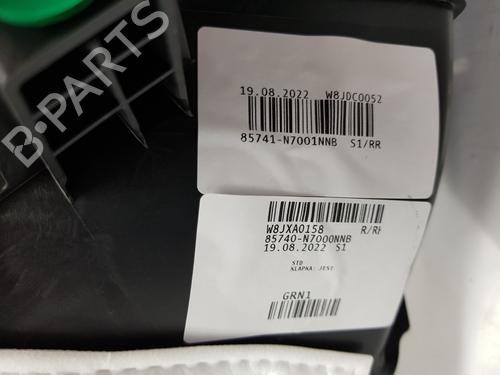 19.08.2022 W8JDC0052
85741-N7001NNB S1/RR
W8JXA0158 R/RH
85740-N7000NNB
19.08.2022 S1
STD
KLAPKA: JEST
GRN1
B-PARTS